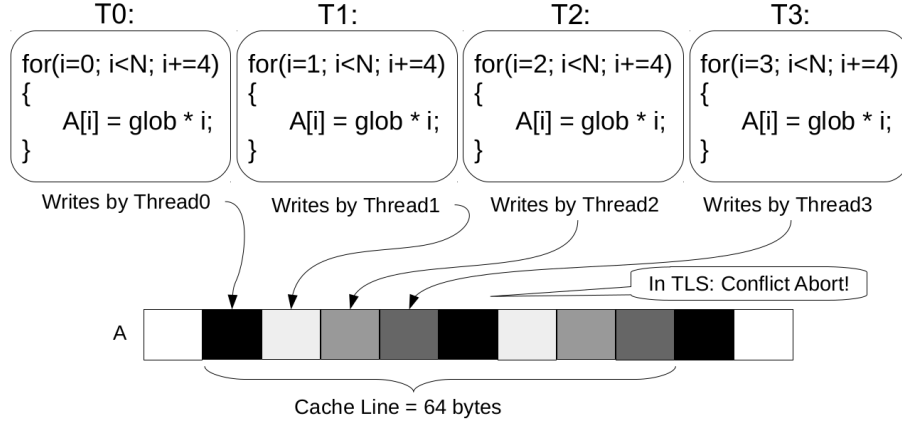 T0:
T1:
T2:
T3:
for(i=0; i<N; i+=4)
{
A[i] = glob * i;
}
for(i=1; i<N; i+=4)
{
A[i] = glob * i;
}
for(i=2; i<N; i+=4)
{
A[i] = glob * i;
}
for(i=3; i<N; i+=4)
{
A[i] = glob * i;
}
Writes by Thread0
Writes by Thread1
Writes by Thread2
Writes by Thread3
In TLS: Conflict Abort!
A
Cache Line = 64 bytes